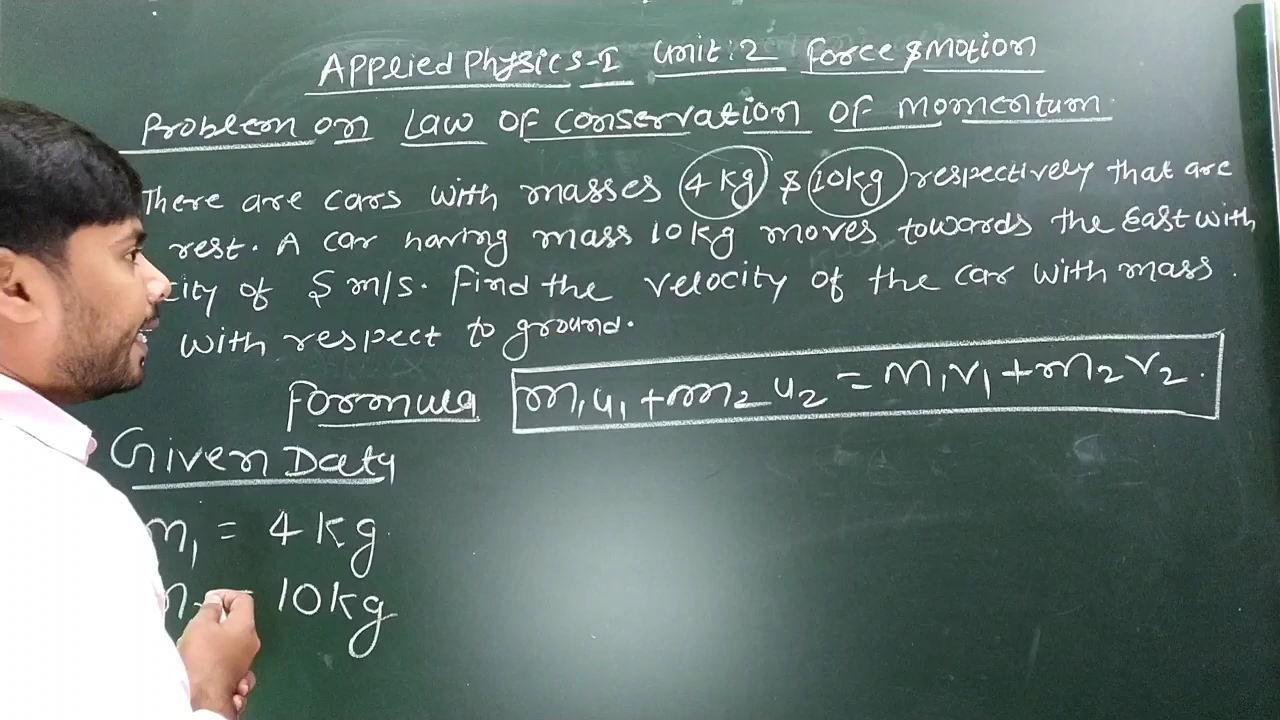 Applied Physics-I Unit:2 Force & Motion
Problem on Law of conservation of momentum.
There are cars with masses 4 kg & 10kg respectively that are
rest. A car having mass 10kg moves towards the East with
city of 5 m/s. Find the velocity of the car with mass
with respect to ground.
Formula m₁u₁ + m₂u₂ = m₁v₁ + m₂v₂.
Given Data
m₁ = 4 kg
10kg